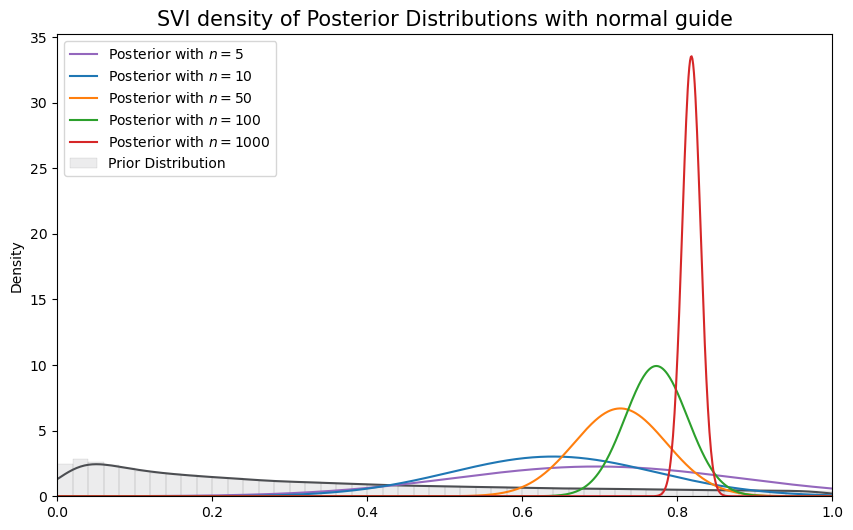 SVI density of Posterior Distributions with normal guide
35
30
25
20
15
10
5
0
Density
Posterior with n = 5
Posterior with n = 10
Posterior with n = 50
Posterior with n = 100
Posterior with n = 1000
Prior Distribution
0.0 0.2 0.4 0.6 0.8 1.0